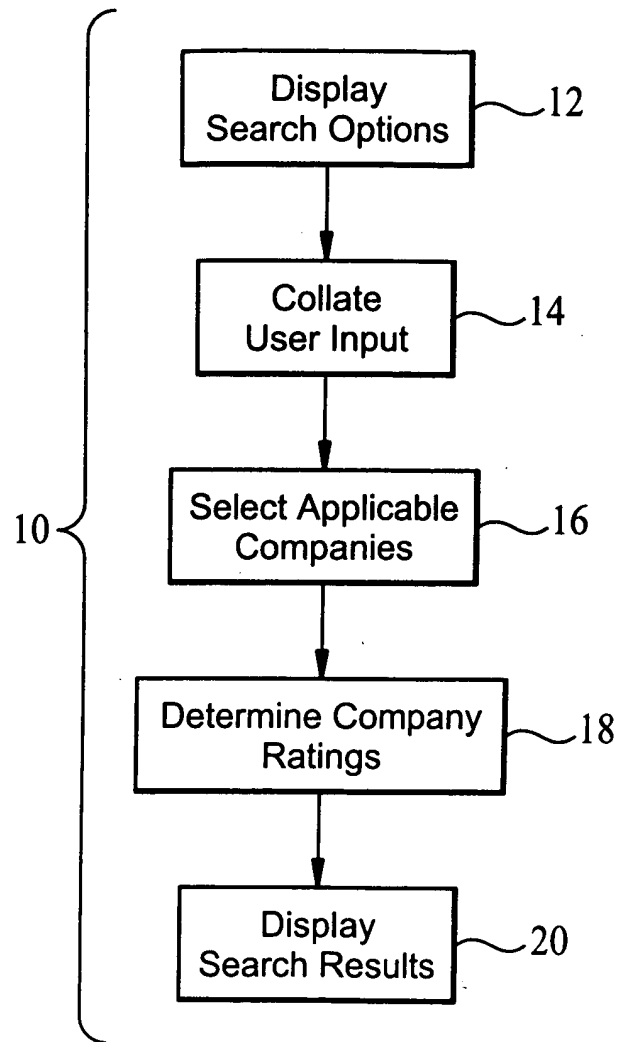 Display
Search Options
12
Collate
User Input
14
10
Select Applicable
Companies
16
Determine Company
Ratings
18
Display
Search Results
20